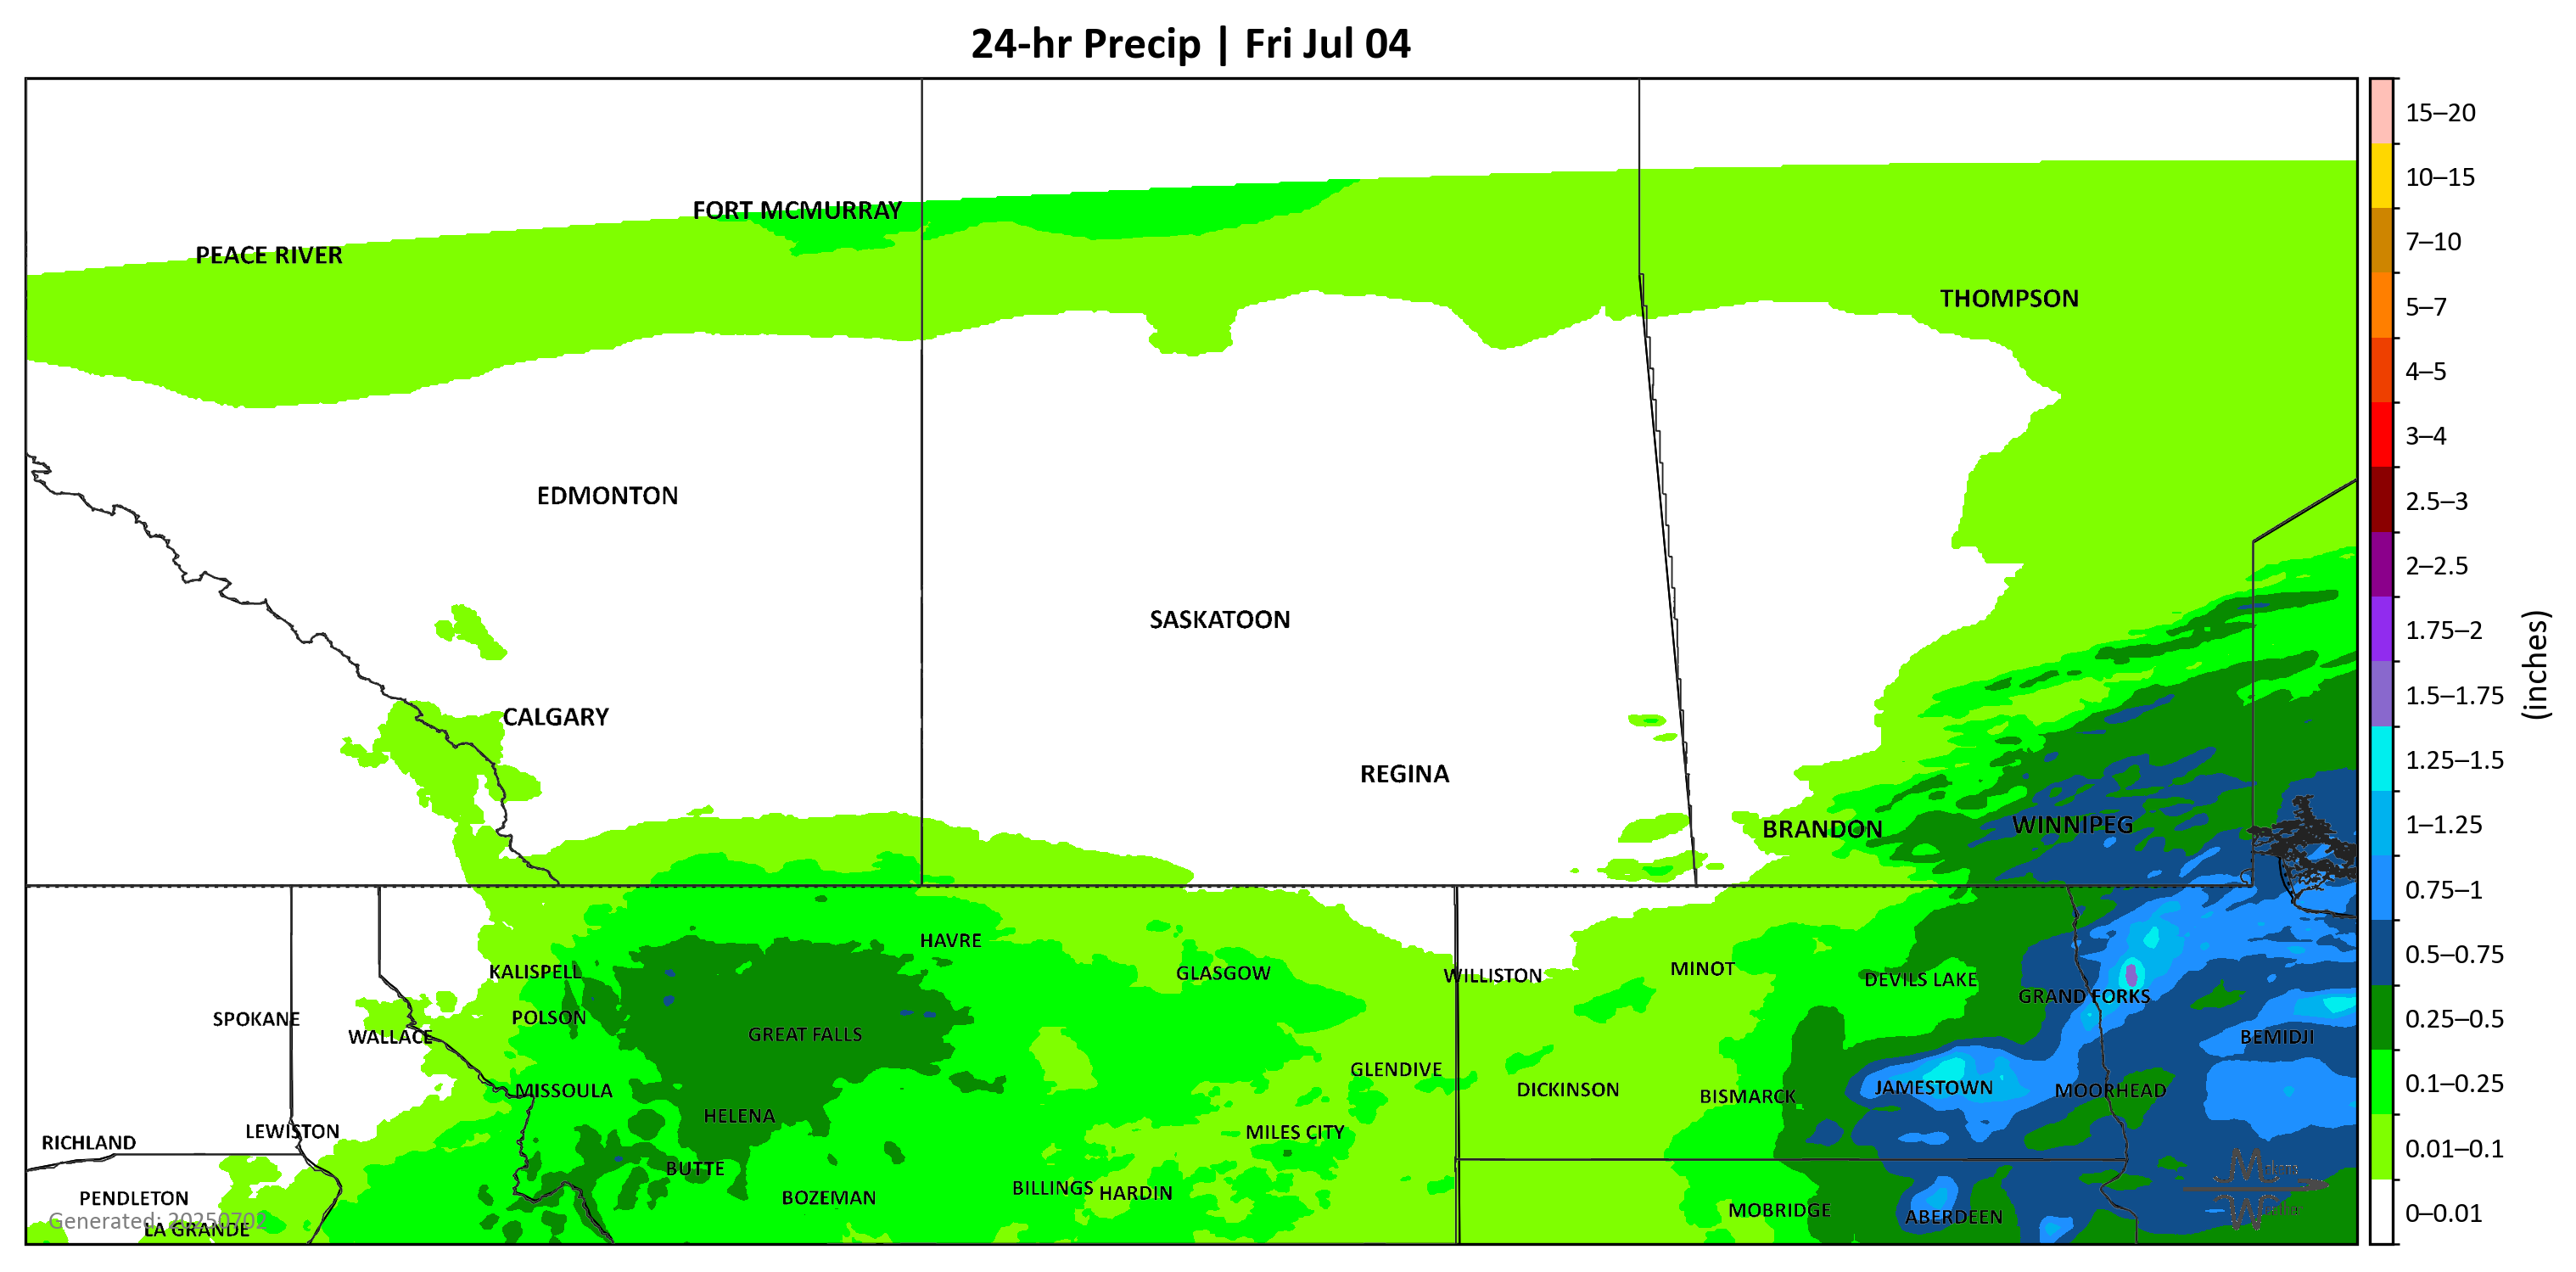 24-hr Precip | Fri Jul 04
FORT MCMURRAY
PEACE RIVER
THOMPSON
EDMONTON
SASKATOON
CALGARY
REGINA
BRANDON
WINNIPEG
HAVRE
KALISPELL
GLASGOW
WILLISTON
MINOT
DEVILS LAKE
GRAND FORKS
SPOKANE
POLSON
WALLACE
GREAT FALLS
BEMIDJI
GLENDIVE
MISSOULA
DICKINSON
BISMARCK
JAMESTOWN
MOORHEAD
HELENA
LEWISTON
MILES CITY
RICHLAND
BUTTE
BILLINGS
HARDIN
PENDLETON
BOZEMAN
MOBRIDGE
ABERDEEN
Generated: 20250702
LA GRANDE
15–20
10–15
7–10
5–7
4–5
3–4
2.5–3
2–2.5
1.75–2
1.5–1.75
1.25–1.5
1–1.25
0.75–1
0.5–0.75
0.25–0.5
0.1–0.25
0.01–0.1
0–0.01
(inches)